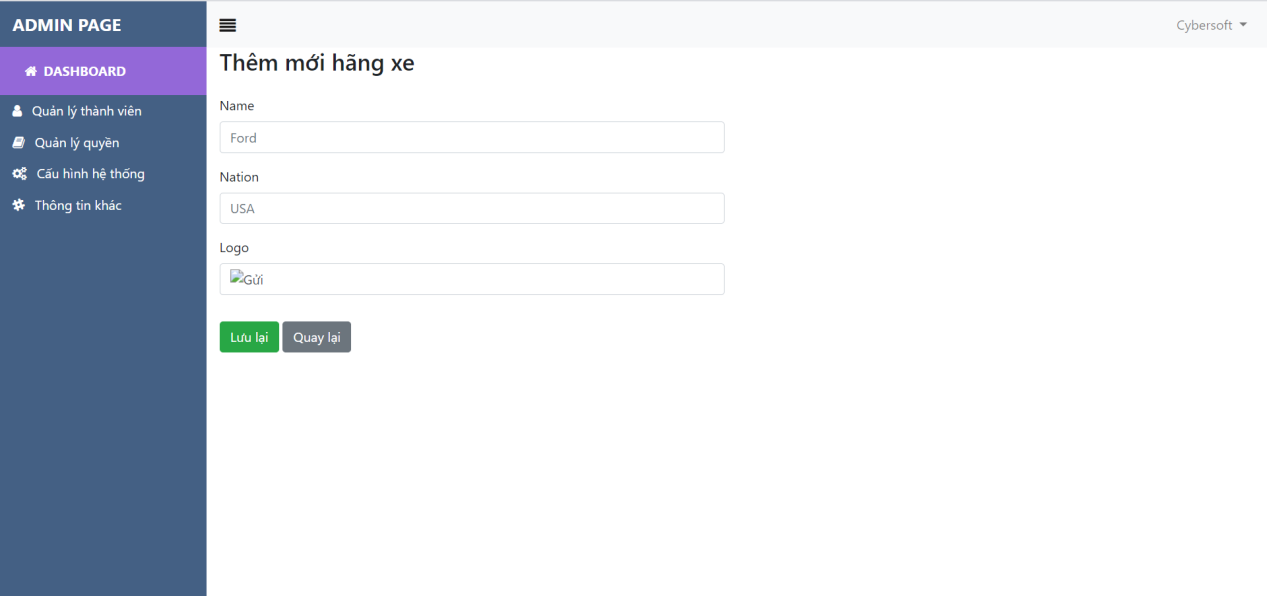 ADMIN PAGE
Cybersoft
DASHBOARD
Quản lý thành viên
Quản lý quyền
Cấu hình hệ thống
Thông tin khác
Thêm mới hãng xe
Name
Ford
Nation
USA
Logo
Gửi
Lưu lại
Quay lại